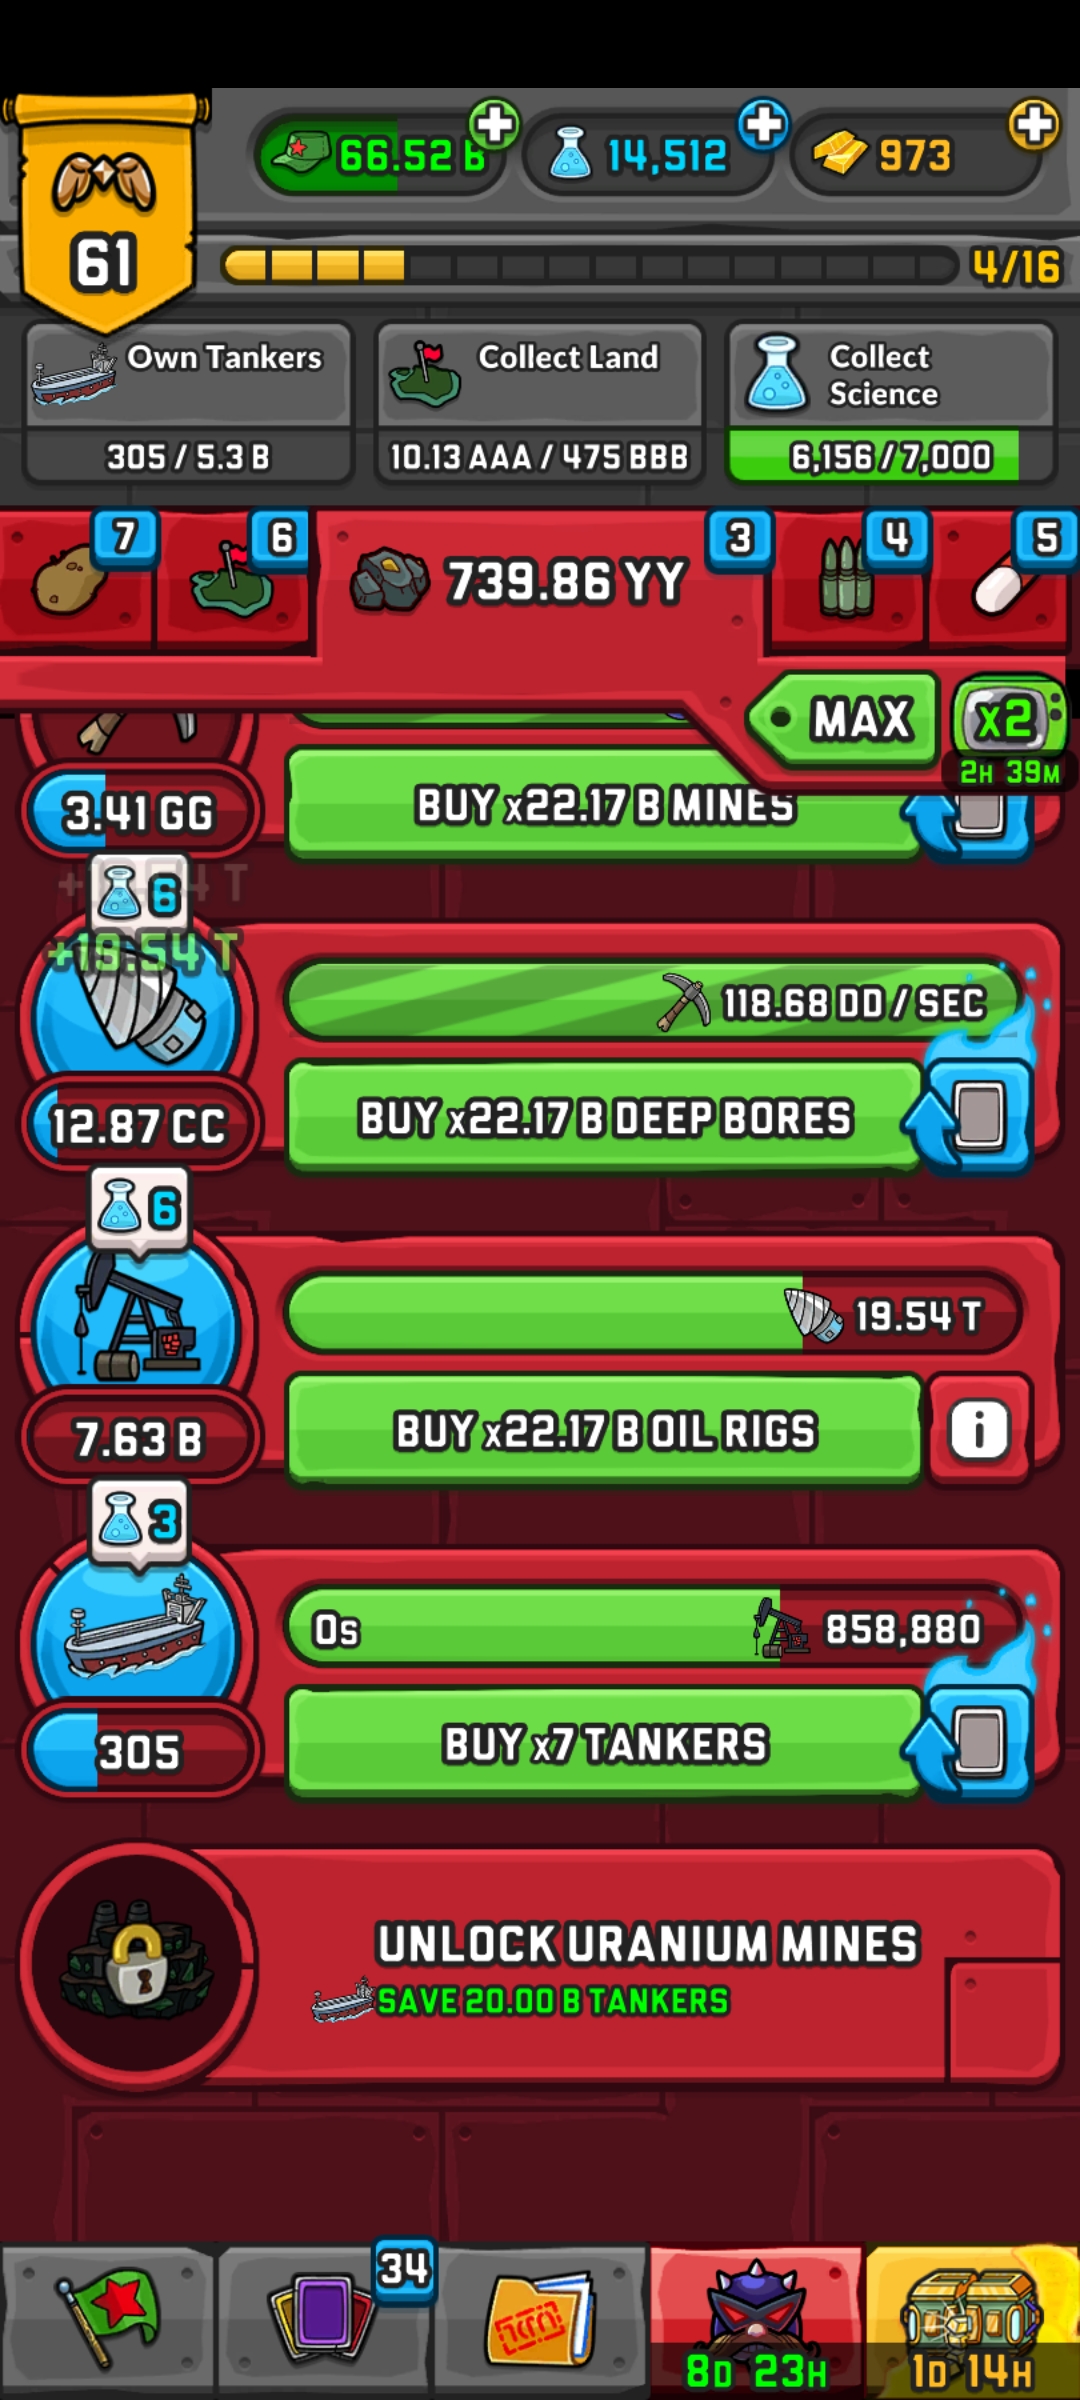 66.52 B
14,512
973
61
4/16
Own Tankers
305 / 5.3 B
Collect Land
10.13 AAA / 475 BBB
Collect
Science
6,156 / 7,000
7
6
739.86 YY
3
4
5
MAX
x2
2H 39M
3.41 GG
BUY x22.17 B MINES
6
+19.54 T
118.68 DD / SEC
12.87 CC
BUY x22.17 B DEEP BORES
6
19.54 T
7.63 B
BUY x22.17 B OIL RIGS
i
3
0s
858,880
305
BUY x7 TANKERS
UNLOCK URANIUM MINES
SAVE 20.00 B TANKERS
34
8D 23H
1D 14H